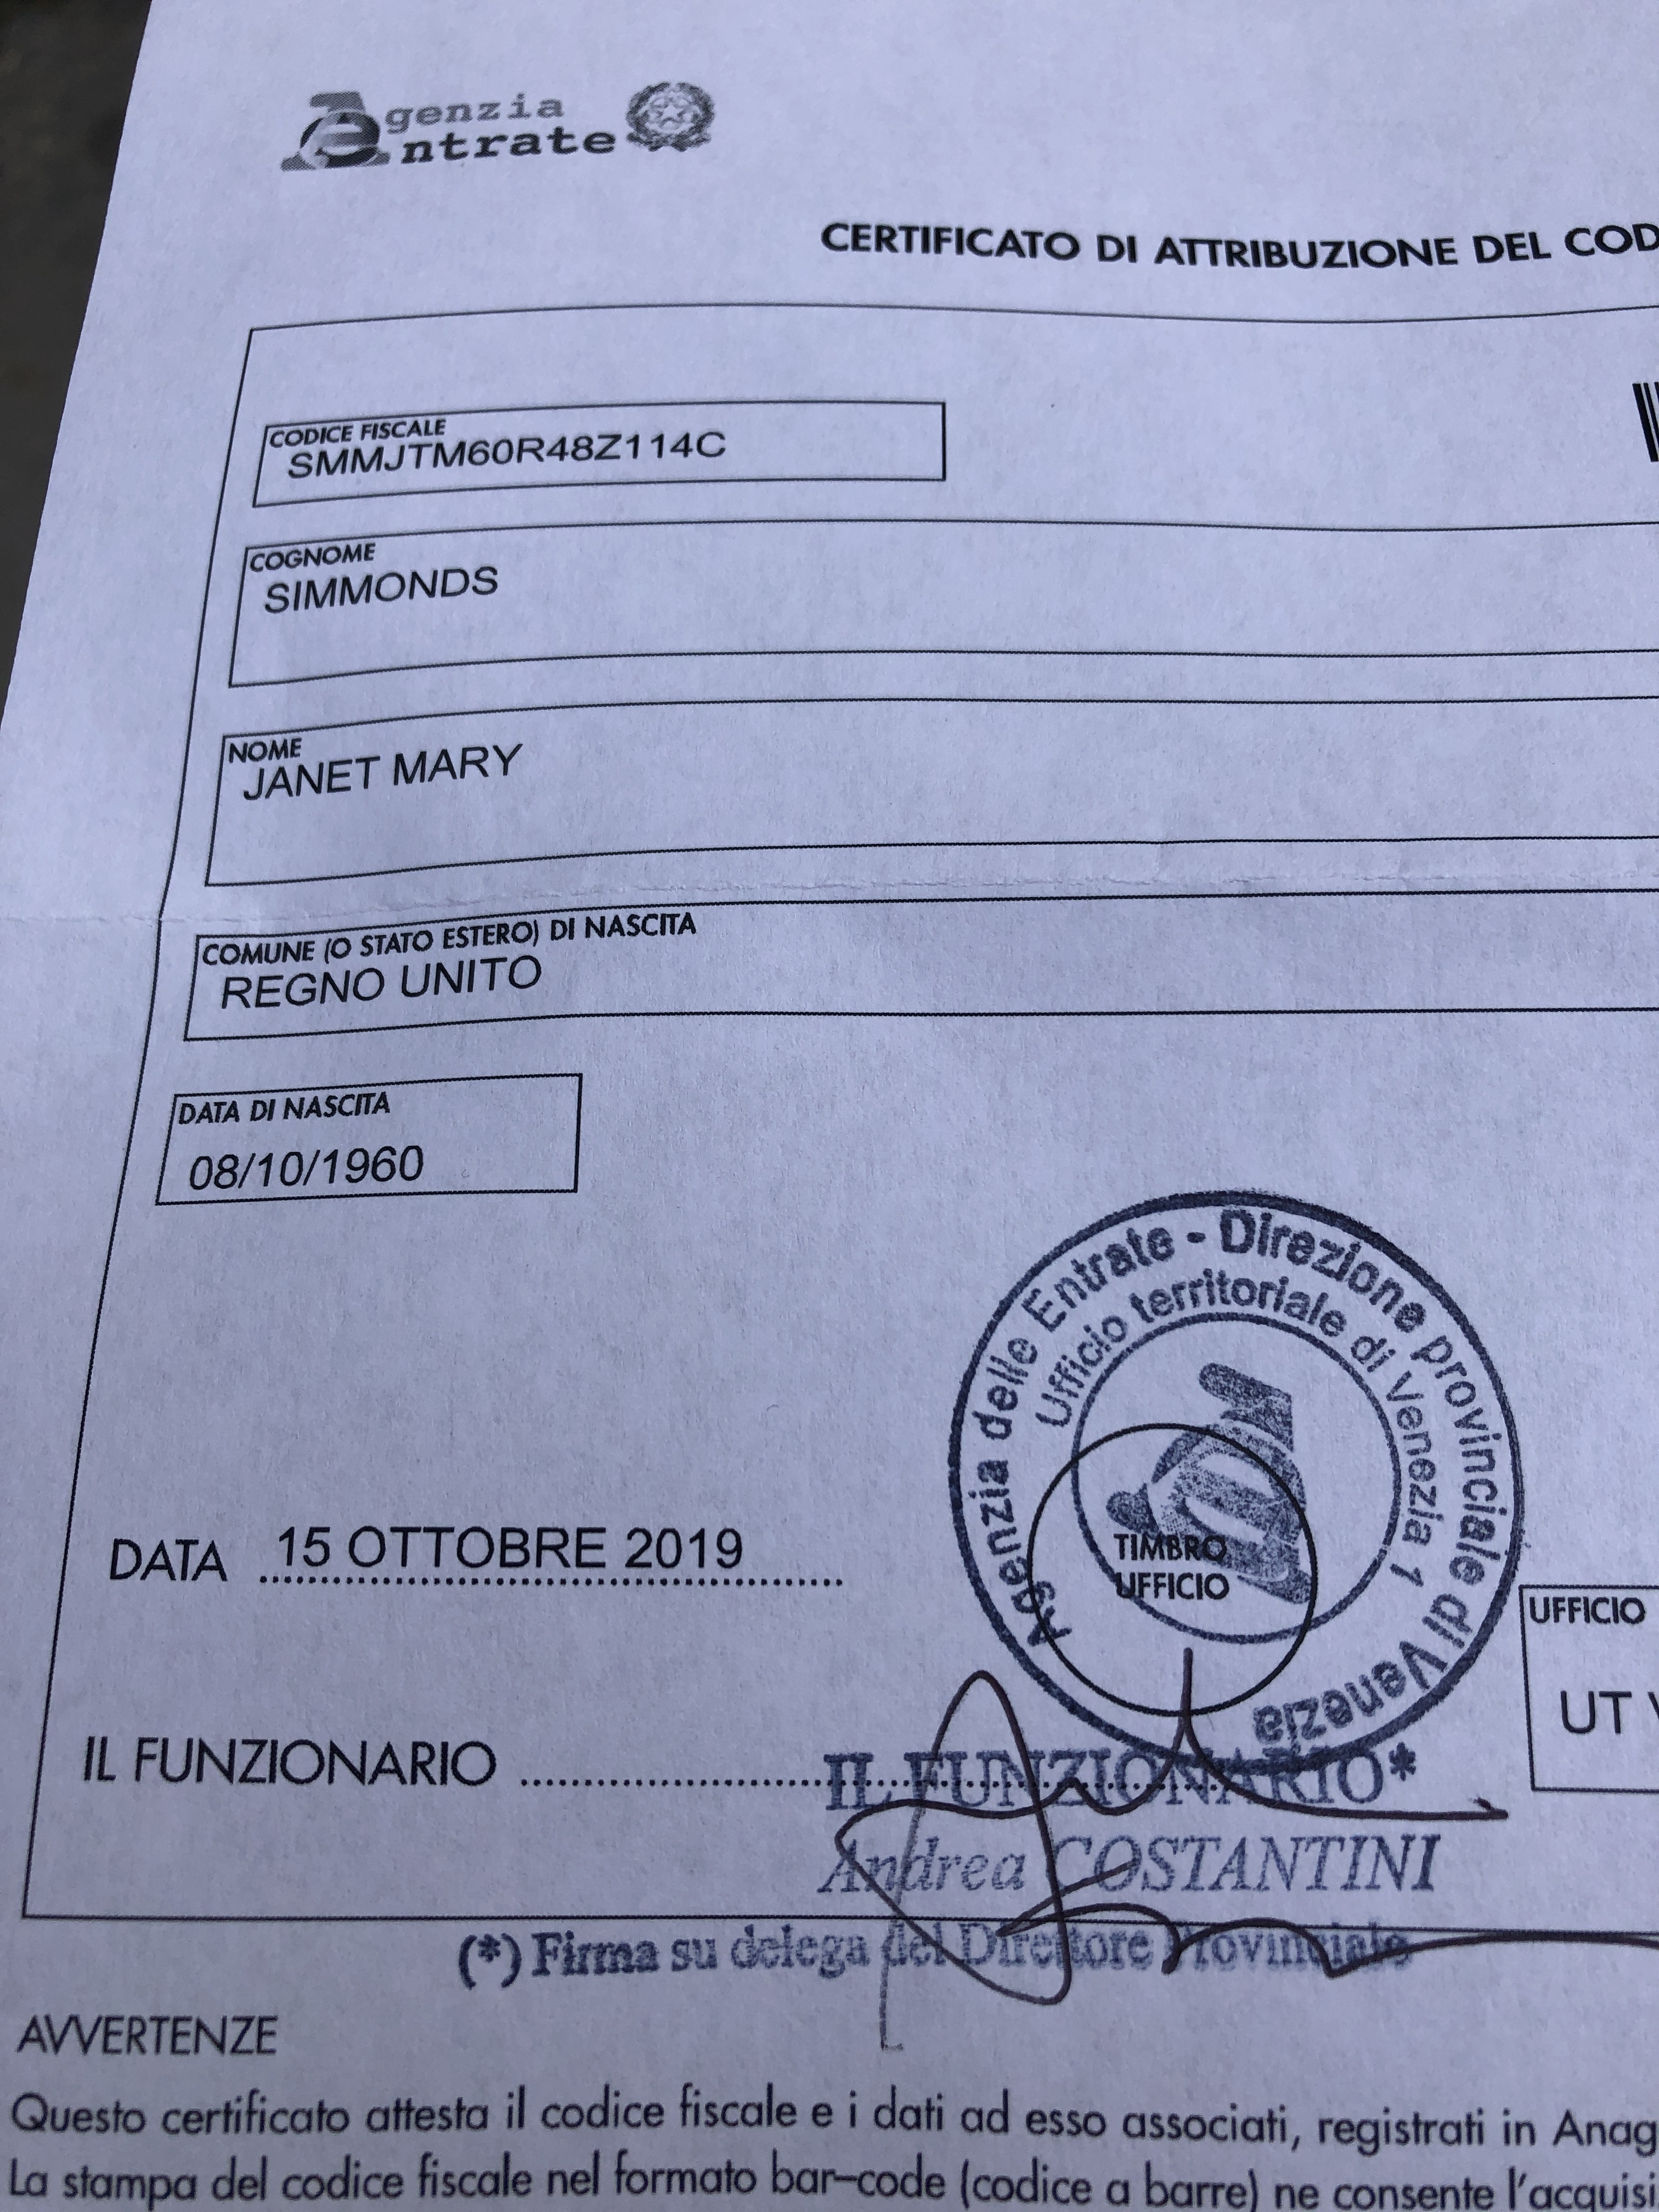 Agenzia
Entrate
CERTIFICATO DI ATTRIBUZIONE DEL COD
CODICE FISCALE
SMMJTM60R48Z114C
COGNOME
SIMMONDS
NOME
JANET MARY
COMUNE (O STATO ESTERO) DI NASCITA
REGNO UNITO
DATA DI NASCITA
08/10/1960
Agenzia delle Entrate - Direzione provinciale di Venezia
Ufficio territoriale di Venezia 1
TIMBRO
UFFICIO
DATA 15 OTTOBRE 2019
UFFICIO
UT V
IL FUNZIONARIO
IL FUNZIONARIO*
Andrea COSTANTINI
(*) Firma su delega del Direttore Provinciale
AVVERTENZE
Questo certificato attesta il codice fiscale e i dati ad esso associati, registrati in Anag
La stampa del codice fiscale nel formato bar-code (codice a barre) ne consente l'acquisi